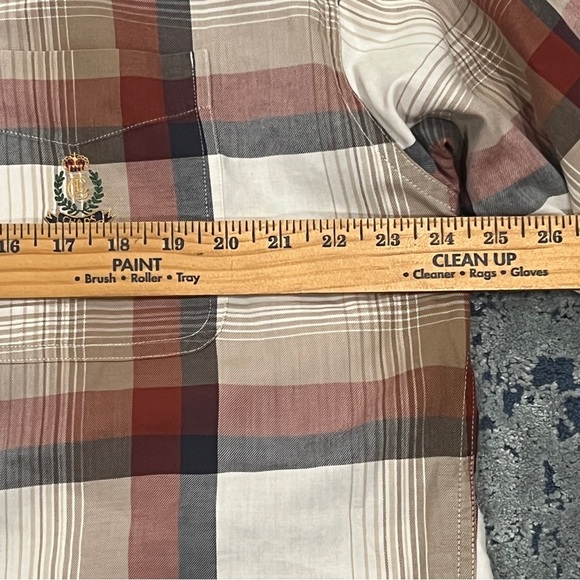 16 17 18 19 20 21 22 23 24 25 26
PAINT CLEAN UP
• Brush • Roller • Tray • Cleaner • Rags • Gloves